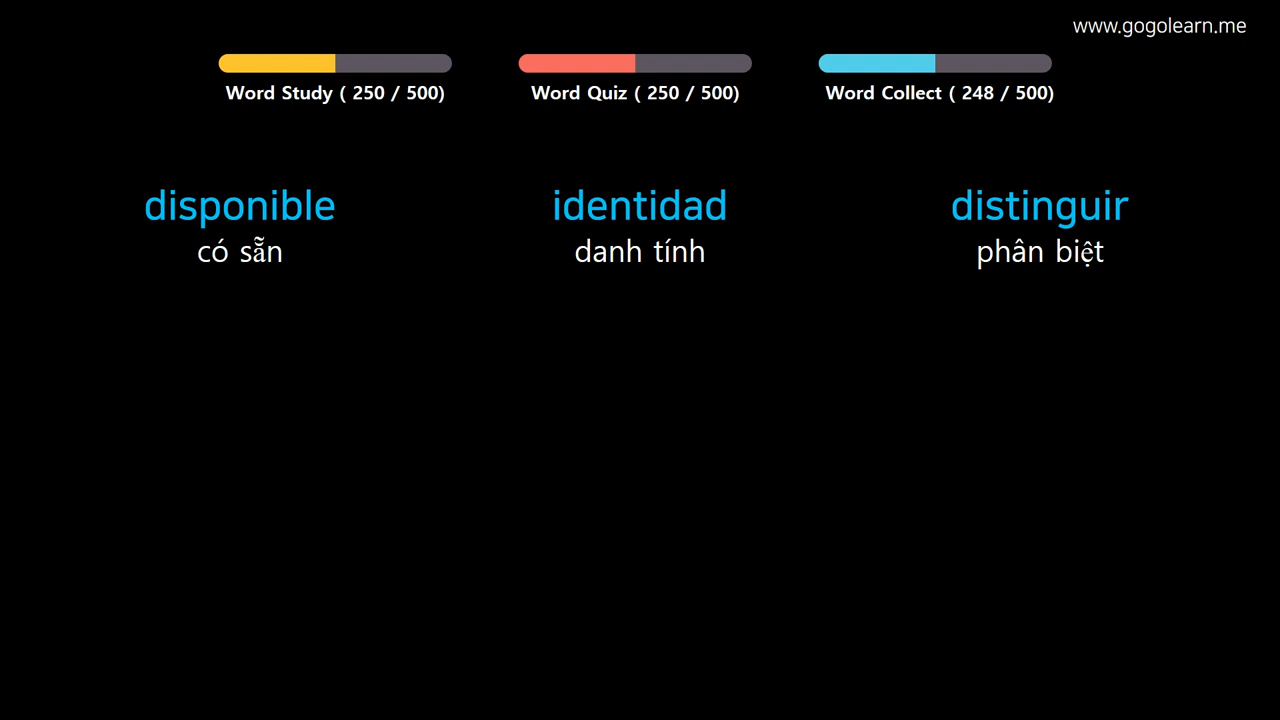 www.gogolearn.me
Word Study ( 250 / 500)
Word Quiz ( 250 / 500)
Word Collect ( 248 / 500)
disponible
có sẵn
identidad
danh tính
distinguir
phân biệt